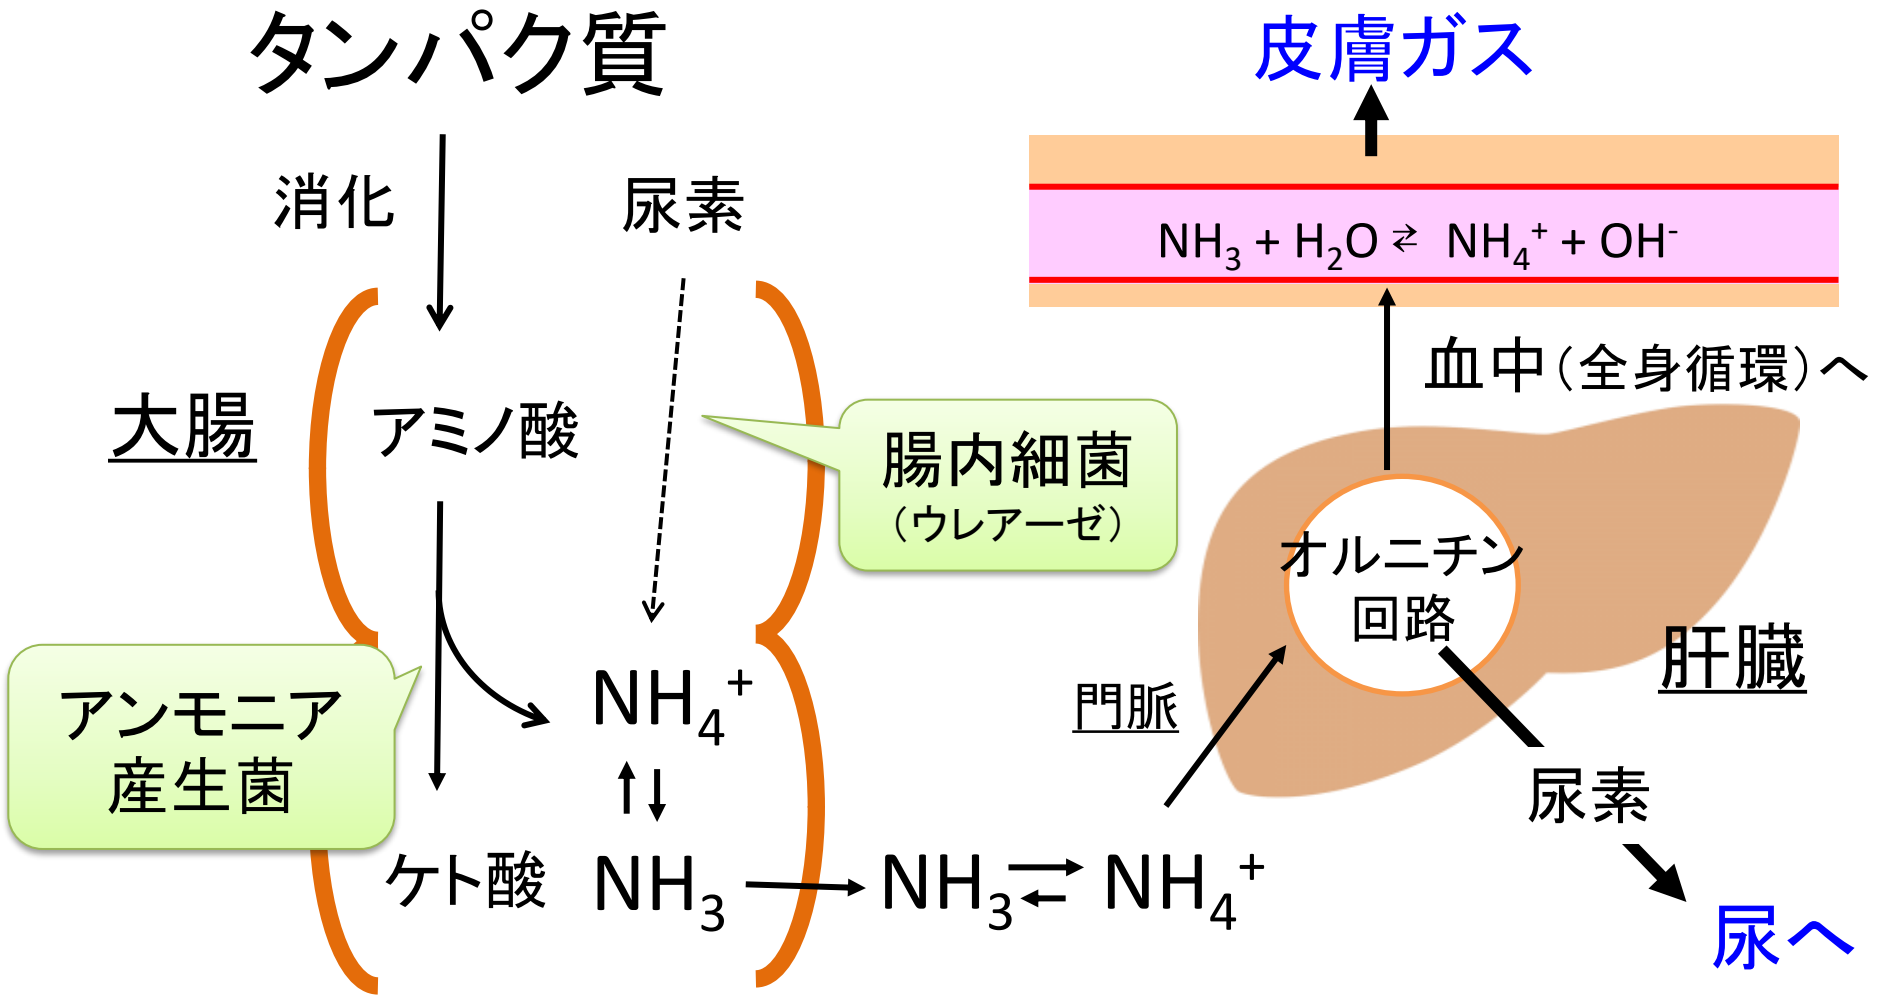 タンパク質
消化
尿素
大腸
アミノ酸
腸内細菌
（ウレアーゼ）
アンモニア
産生菌
NH₄⁺
ケト酸
NH₃
NH₃
NH₄⁺
門脈
オルニチン
回路
肝臓
尿素
尿へ
血中（全身循環）へ
NH₃ + H₂O ⇄ NH₄⁺ + OH⁻
皮膚ガス